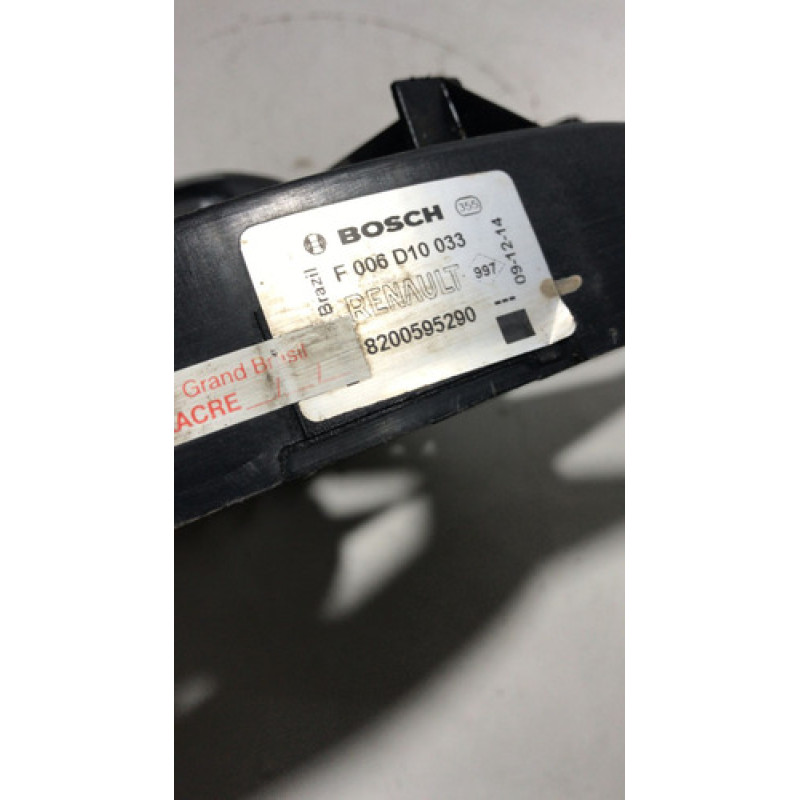 BOSCH 355
F 006 D10 033
Brazil
RENAULT 997
09-12-14
8200595290 ---
Grand Brasil
ACRE